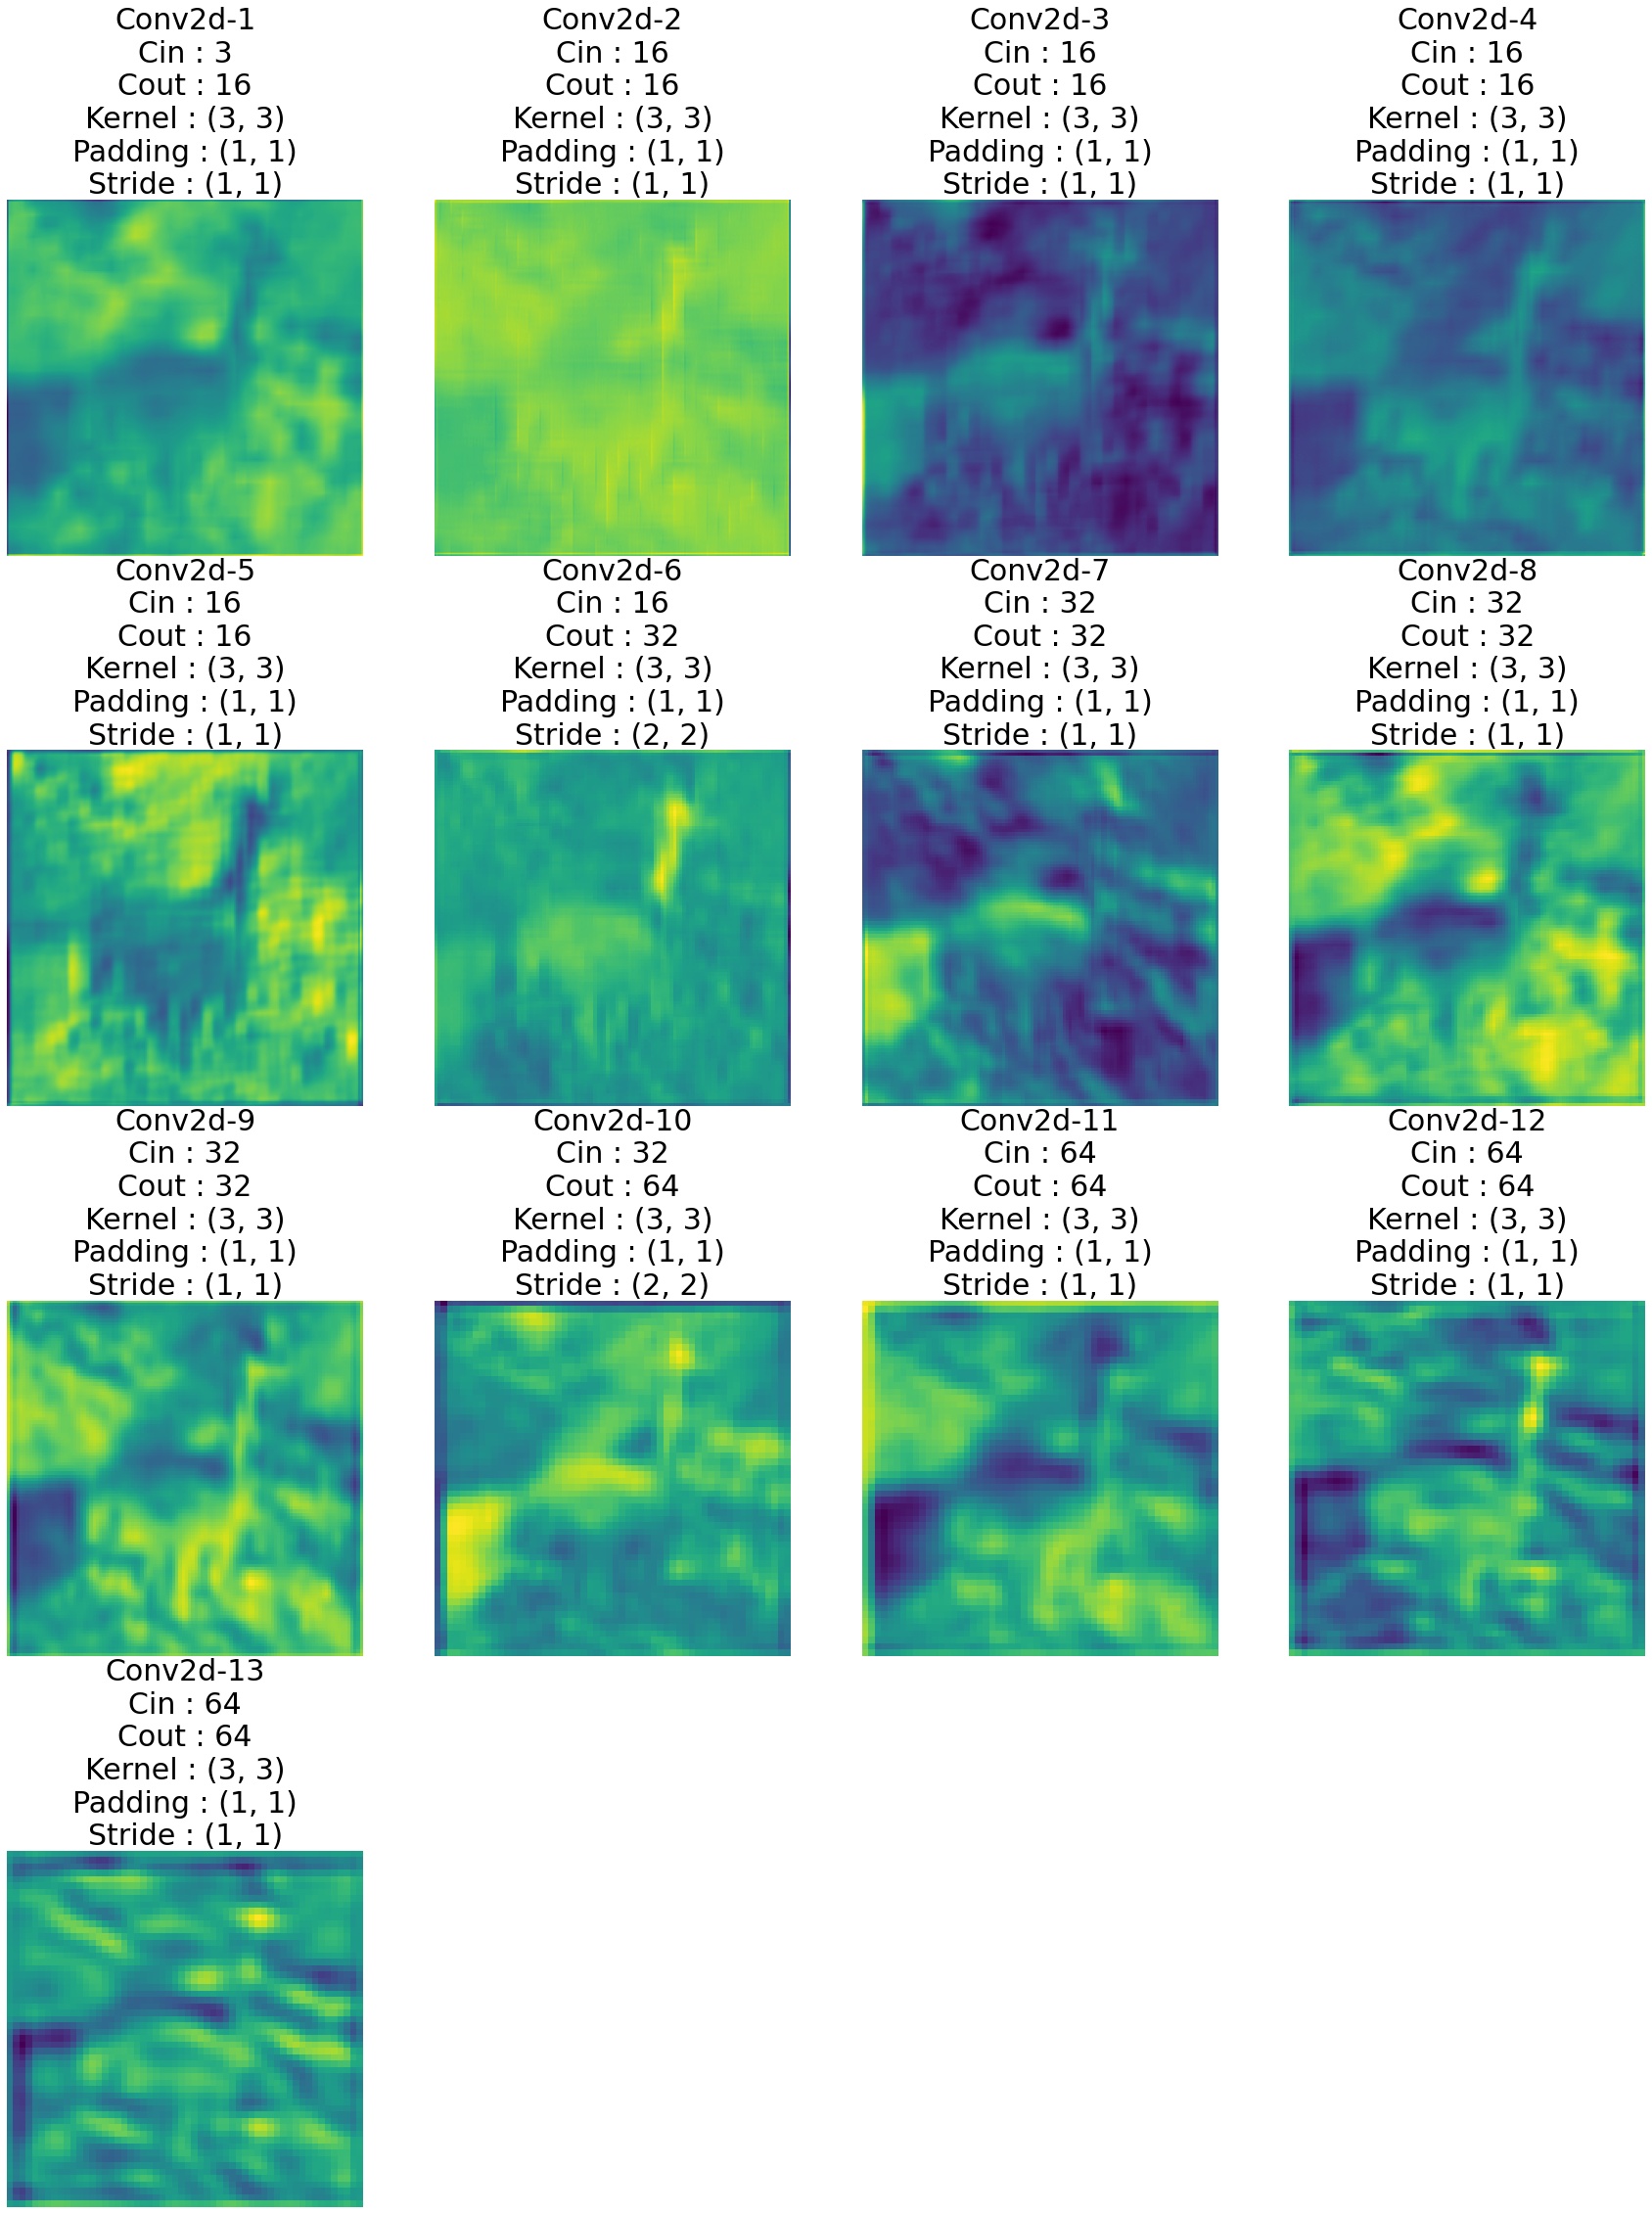 Conv2d-1
Cin : 3
Cout : 16
Kernel : (3, 3)
Padding : (1, 1)
Stride : (1, 1)
Conv2d-2
Cin : 16
Cout : 16
Kernel : (3, 3)
Padding : (1, 1)
Stride : (1, 1)
Conv2d-3
Cin : 16
Cout : 16
Kernel : (3, 3)
Padding : (1, 1)
Stride : (1, 1)
Conv2d-4
Cin : 16
Cout : 16
Kernel : (3, 3)
Padding : (1, 1)
Stride : (1, 1)
Conv2d-5
Cin : 16
Cout : 16
Kernel : (3, 3)
Padding : (1, 1)
Stride : (1, 1)
Conv2d-6
Cin : 16
Cout : 32
Kernel : (3, 3)
Padding : (1, 1)
Stride : (2, 2)
Conv2d-7
Cin : 32
Cout : 32
Kernel : (3, 3)
Padding : (1, 1)
Stride : (1, 1)
Conv2d-8
Cin : 32
Cout : 32
Kernel : (3, 3)
Padding : (1, 1)
Stride : (1, 1)
Conv2d-9
Cin : 32
Cout : 32
Kernel : (3, 3)
Padding : (1, 1)
Stride : (1, 1)
Conv2d-10
Cin : 32
Cout : 64
Kernel : (3, 3)
Padding : (1, 1)
Stride : (2, 2)
Conv2d-11
Cin : 64
Cout : 64
Kernel : (3, 3)
Padding : (1, 1)
Stride : (1, 1)
Conv2d-12
Cin : 64
Cout : 64
Kernel : (3, 3)
Padding : (1, 1)
Stride : (1, 1)
Conv2d-13
Cin : 64
Cout : 64
Kernel : (3, 3)
Padding : (1, 1)
Stride : (1, 1)